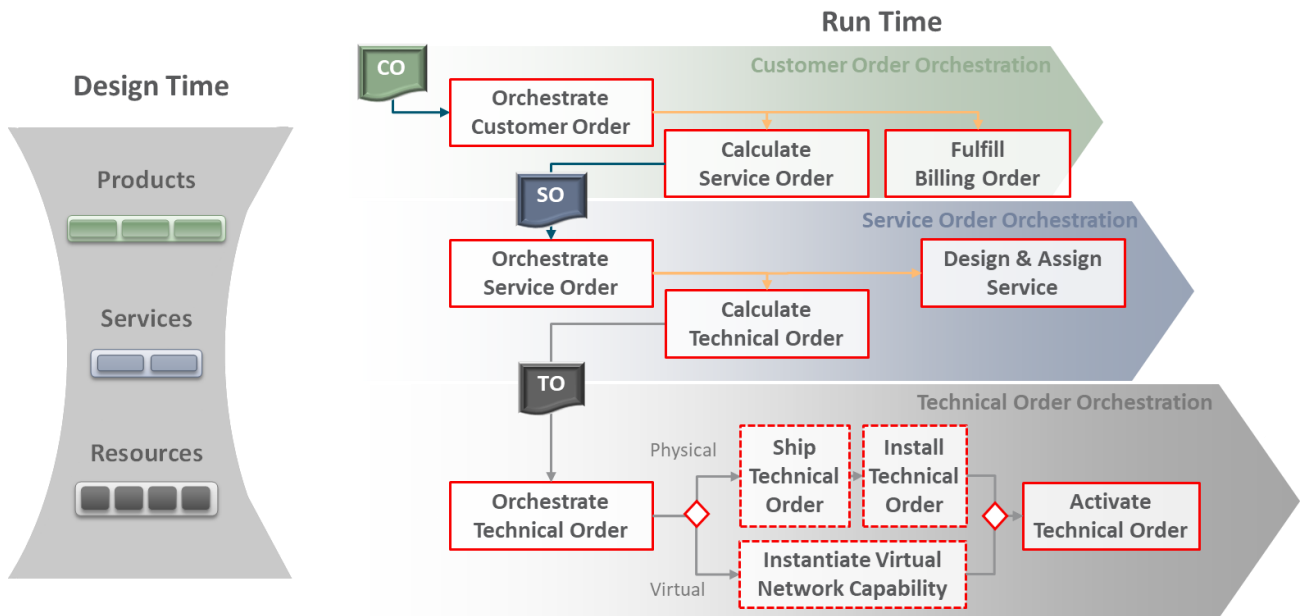 Design Time
Products
Services
Resources
Run Time
CO
Customer Order Orchestration
Orchestrate
Customer Order
Calculate
Service Order
Fulfill
Billing Order
SO
Service Order Orchestration
Orchestrate
Service Order
Design & Assign
Service
Calculate
Technical Order
TO
Technical Order Orchestration
Orchestrate
Technical Order
Physical
Ship
Technical
Order
Install
Technical
Order
Virtual
Instantiate Virtual
Network Capability
Activate
Technical Order